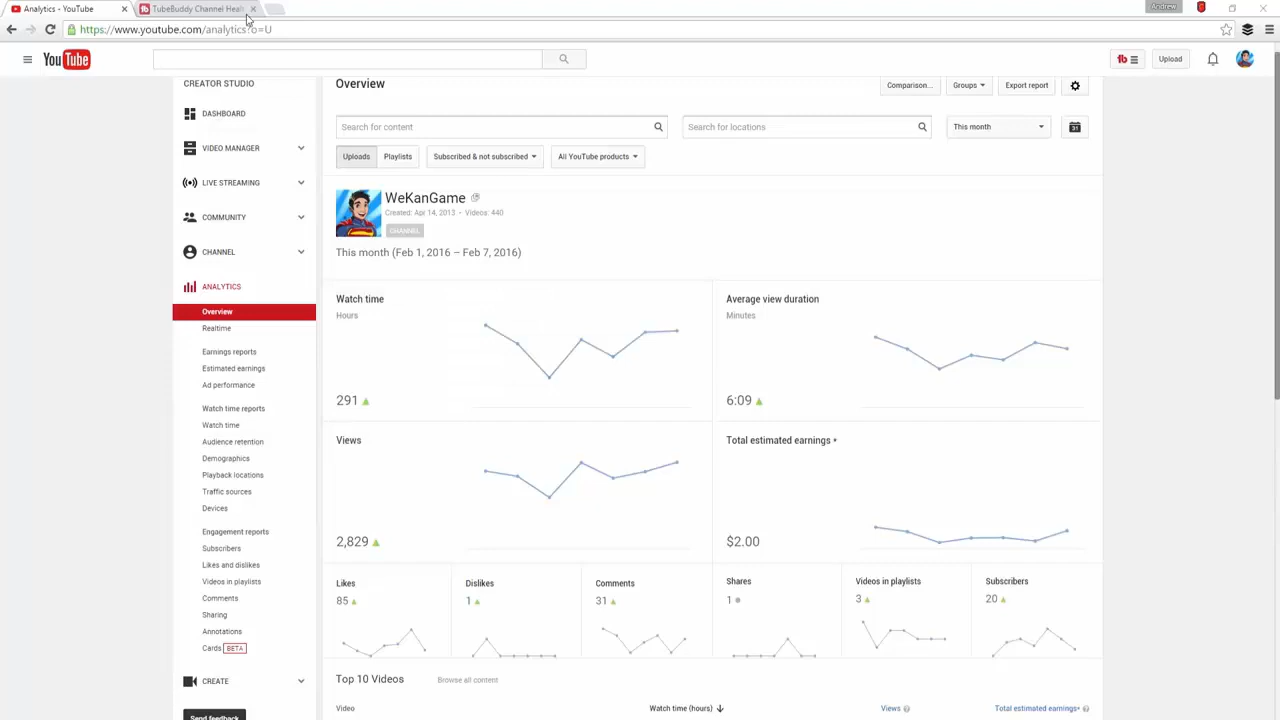 Analytics - YouTube
TubeBuddy Channel Heal
Andrew
https://www.youtube.com/analytics?o=U
YouTube
tb
Upload
CREATOR STUDIO
DASHBOARD
VIDEO MANAGER
LIVE STREAMING
COMMUNITY
CHANNEL
ANALYTICS
Overview
Realtime
Earnings reports
Estimated earnings
Ad performance
Watch time reports
Watch time
Audience retention
Demographics
Playback locations
Traffic sources
Devices
Engagement reports
Subscribers
Likes and dislikes
Videos in playlists
Comments
Sharing
Annotations
Cards BETA
CREATE
Send feedback
Overview
Comparison...
Groups
Export report
Search for content
Search for locations
This month
31
Uploads
Playlists
Subscribed & not subscribed
All YouTube products
WeKanGame
Created: Apr 14, 2013 • Videos: 440
CHANNEL
This month (Feb 1, 2016 – Feb 7, 2016)
Watch time
Hours
291
Average view duration
Minutes
6:09
Views
2,829
Total estimated earnings
$2.00
Likes
85
Dislikes
1
Comments
31
Shares
1
Videos in playlists
3
Subscribers
20
Top 10 Videos
Browse all content
Video
Watch time (hours)
Views
Total estimated earnings